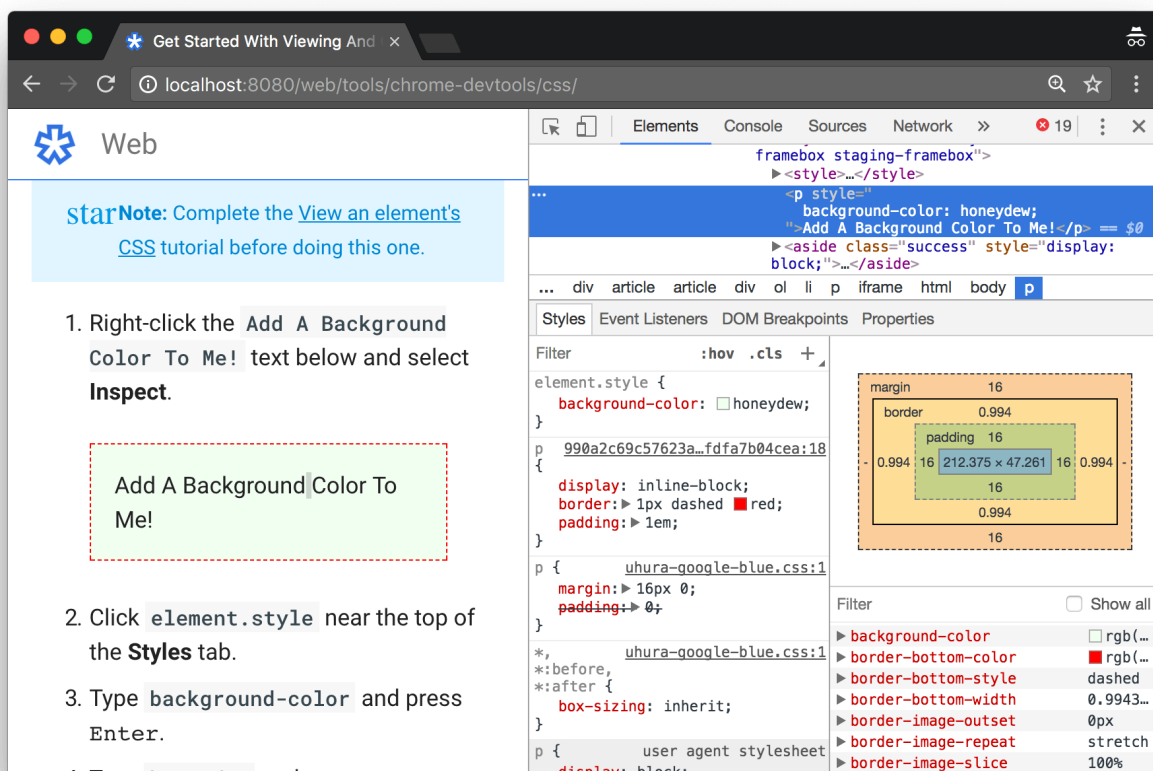 Get Started With Viewing And
localhost:8080/web/tools/chrome-devtools/css/
Web
star Note: Complete the View an element's
CSS tutorial before doing this one.
1. Right-click the Add A Background
Color To Me! text below and select
Inspect.
Add A Background Color To
Me!
2. Click element.style near the top of
the Styles tab.
3. Type background-color and press
Enter.
Elements Console Sources Network » 19
framebox staging-framebox">
▶<style>…</style>
… <p style="
background-color: honeydew;
">Add A Background Color To Me!</p> == $0
▶<aside class="success" style="display:
block;">…</aside>
... div article article div ol li p iframe html body p
Styles Event Listeners DOM Breakpoints Properties
Filter :hov .cls +
element.style {
background-color: honeydew;
}
p 990a2c69c57623a…fdfa7b04cea:18
{
display: inline-block;
border:▶ 1px dashed red;
padding:▶ 1em;
}
p { uhura-google-blue.css:1
margin:▶ 16px 0;
padding:▶ 0;
}
*, uhura-google-blue.css:1
*:before,
*:after {
box-sizing: inherit;
}
p { user agent stylesheet
display: block;
margin 16
border 0.994
padding 16
- 0.994 16 212.375 × 47.261 16 0.994 -
16
0.994
16
Filter Show all
▶ background-color rgb(…
▶ border-bottom-color rgb(…
▶ border-bottom-style dashed
▶ border-bottom-width 0.9943…
▶ border-image-outset 0px
▶ border-image-repeat stretch
▶ border-image-slice 100%